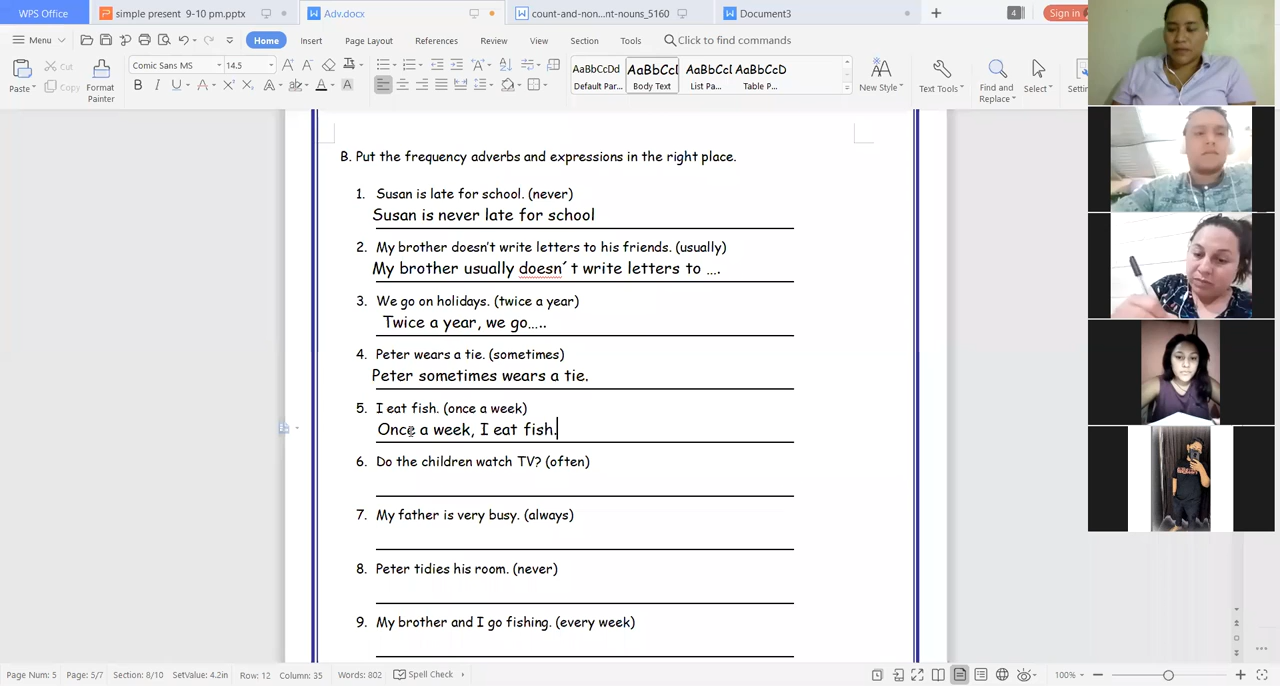 WPS Office
simple present 9-10 pm.pptx
Adv.docx
count-and-non...nt-nouns_5160
Document3
4
Sign in
Menu
Home
Insert
Page Layout
References
Review
View
Section
Tools
Click to find commands
Paste
Cut
Copy
Format
Painter
Comic Sans MS
14.5
AaBbCcDd
Default Par...
AaBbCcI
Body Text
AaBbCcI
List Pa...
AaBbCcD
Table P...
New Style
Text Tools
Find and
Replace
Select
B. Put the frequency adverbs and expressions in the right place.
1. Susan is late for school. (never)
Susan is never late for school
2. My brother doesn't write letters to his friends. (usually)
My brother usually doesn´t write letters to ....
3. We go on holidays. (twice a year)
Twice a year, we go.....
4. Peter wears a tie. (sometimes)
Peter sometimes wears a tie.
5. I eat fish. (once a week)
Once a week, I eat fish.
6. Do the children watch TV? (often)
7. My father is very busy. (always)
8. Peter tidies his room. (never)
9. My brother and I go fishing. (every week)
Page Num: 5
Page: 5/7
Section: 8/10
SetValue: 4.2in
Row: 12
Column: 35
Words: 802
Spell Check
100%